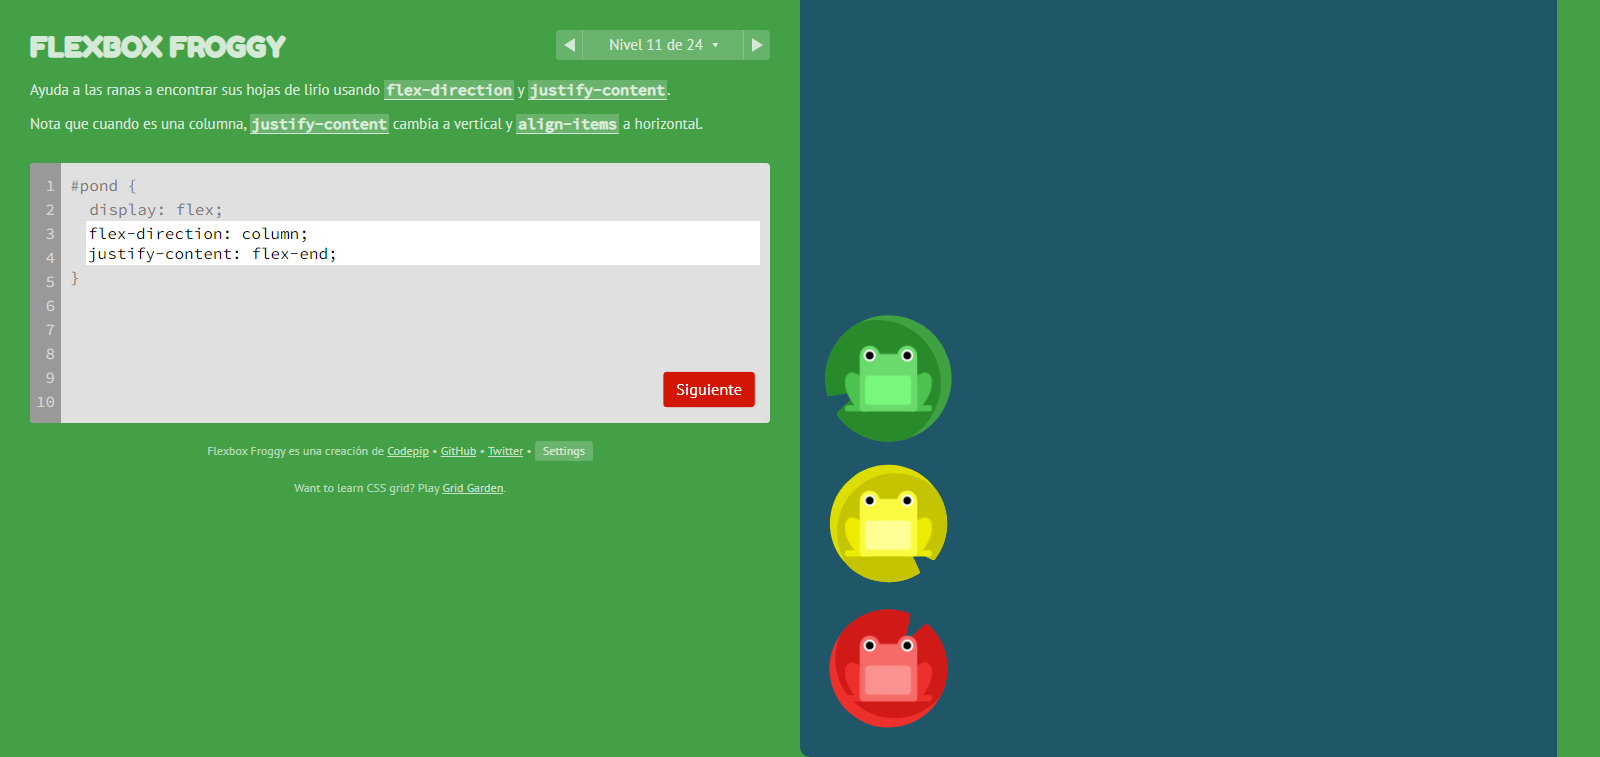 FLEXBOX FROGGY
Nivel 11 de 24
Ayuda a las ranas a encontrar sus hojas de lirio usando flex-direction y justify-content.
Nota que cuando es una columna, justify-content cambia a vertical y align-items a horizontal.
1 #pond {
2 display: flex;
3 flex-direction: column;
4 justify-content: flex-end;
5 }
6
7
8
9
10
Siguiente
Flexbox Froggy es una creación de Codepip • GitHub • Twitter • Settings
Want to learn CSS grid? Play Grid Garden.